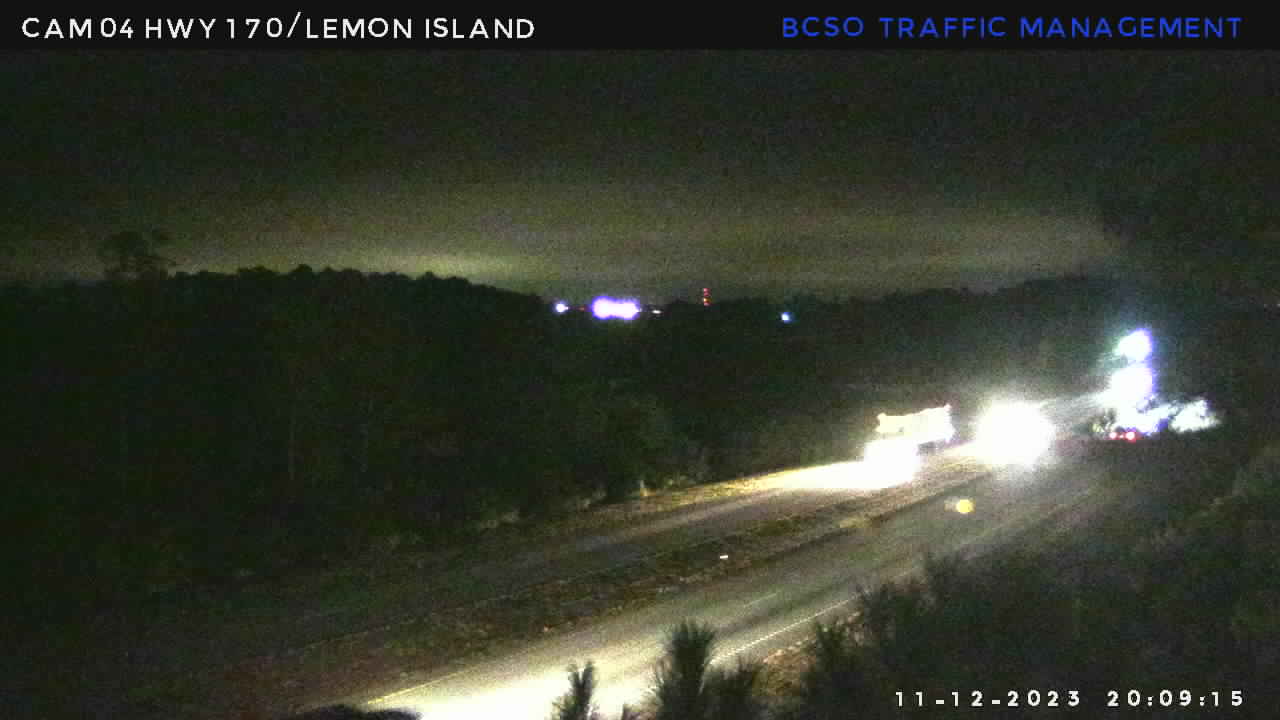 CAM04 HWY 170/LEMON ISLAND
BCSO TRAFFIC MANAGEMENT
11-12-2023 20:09:15